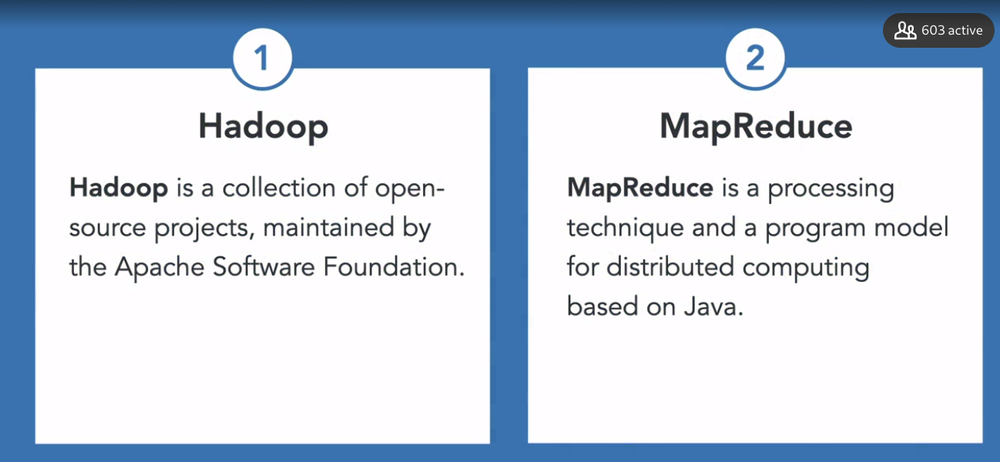 603 active
1
Hadoop
Hadoop is a collection of open-
source projects, maintained by
the Apache Software Foundation.
2
MapReduce
MapReduce is a processing
technique and a program model
for distributed computing
based on Java.